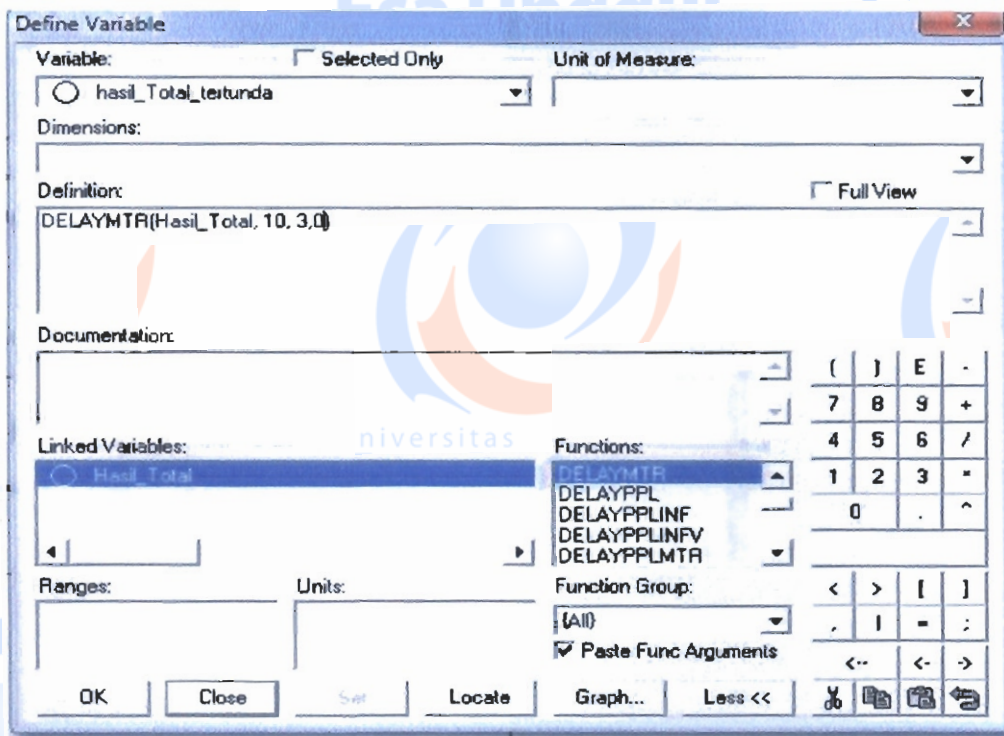 Define Variable
Variable: Selected Only Unit of Measure:
hasil_Total_tertunda
Dimensions:
Definition: Full View
DELAYMTR(Hasil_Total, 10, 3,0)
Documentation:
( ) E -
7 8 9 +
niversitas
Linked Variables: Functions: 4 5 6 /
Hasil_Total DELAYMTR 1 2 3 *
DELAYPPL
DELAYPPLINF 0 . ^
DELAYPPLINFV
DELAYPPLMTR
Ranges: Units: Function Group: < > [ ]
{All} , | = ;
Paste Func Arguments <-- <- ->
OK Close Set Locate Graph... Less <<